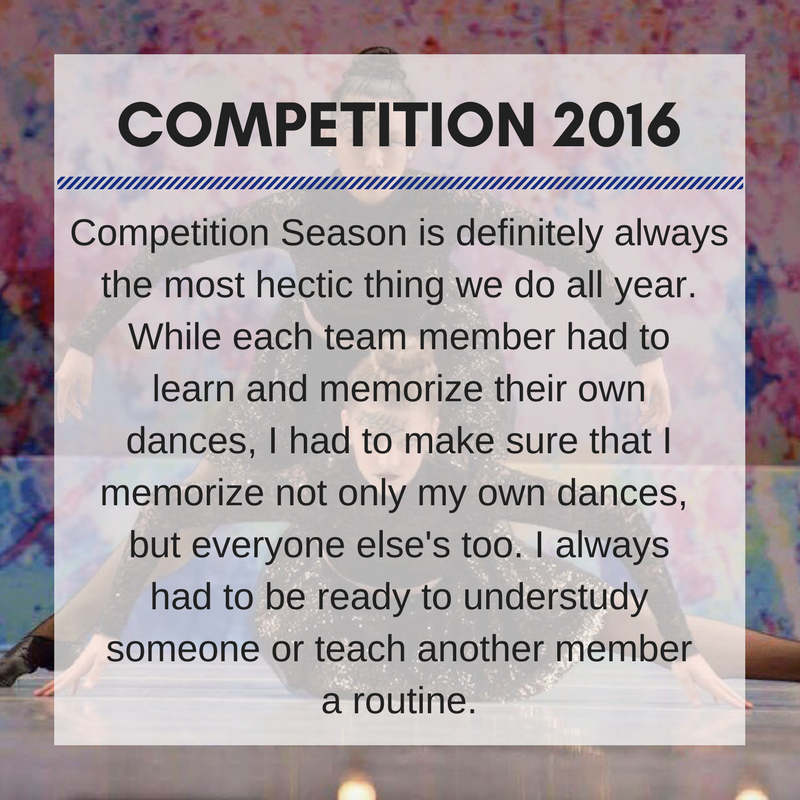 COMPETITION 2016
Competition Season is definitely always
the most hectic thing we do all year.
While each team member had to
learn and memorize their own
dances, I had to make sure that I
memorize not only my own dances,
but everyone else's too. I always
had to be ready to understudy
someone or teach another member
a routine.